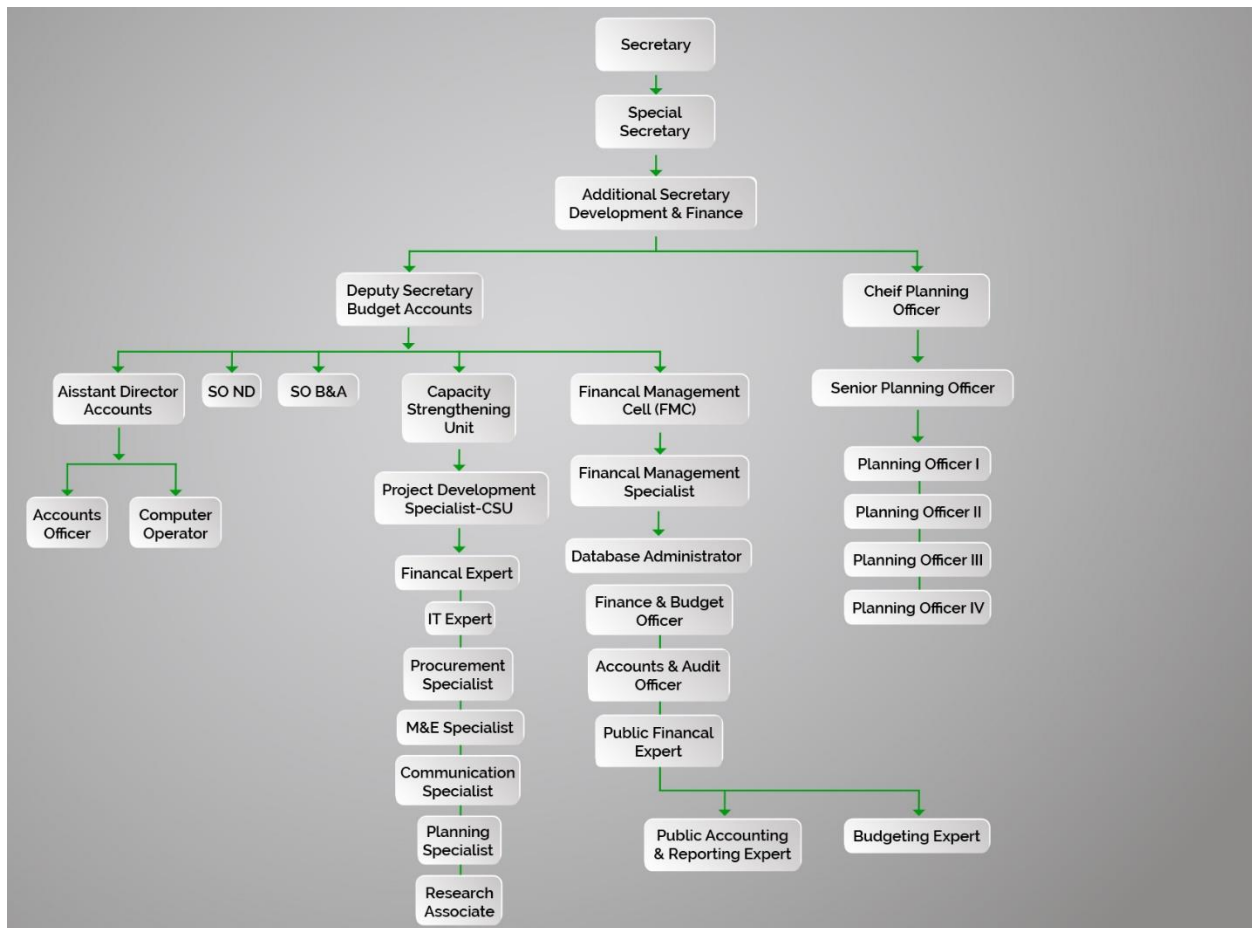 Secretary
Special
Secretary
Additional Secretary
Development & Finance
Deputy Secretary
Budget Accounts
Cheif Planning
Officer
Aisstant Director
Accounts
SO ND
SO B&A
Capacity
Strengthening
Unit
Financal Management
Cell (FMC)
Senior Planning Officer
Accounts
Officer
Computer
Operator
Project Development
Specialist-CSU
Financal Expert
IT Expert
Procurement
Specialist
M&E Specialist
Communication
Specialist
Planning
Specialist
Research
Associate
Financal Management
Specialist
Database Administrator
Finance & Budget
Officer
Accounts & Audit
Officer
Public Financal
Expert
Public Accounting
& Reporting Expert
Budgeting Expert
Planning Officer I
Planning Officer II
Planning Officer III
Planning Officer IV